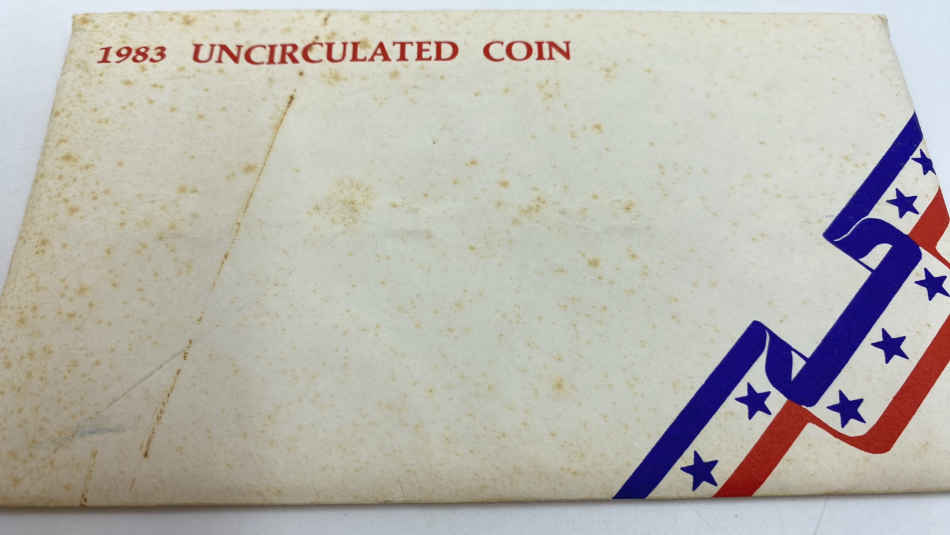 1983 UNCIRCULATED COIN